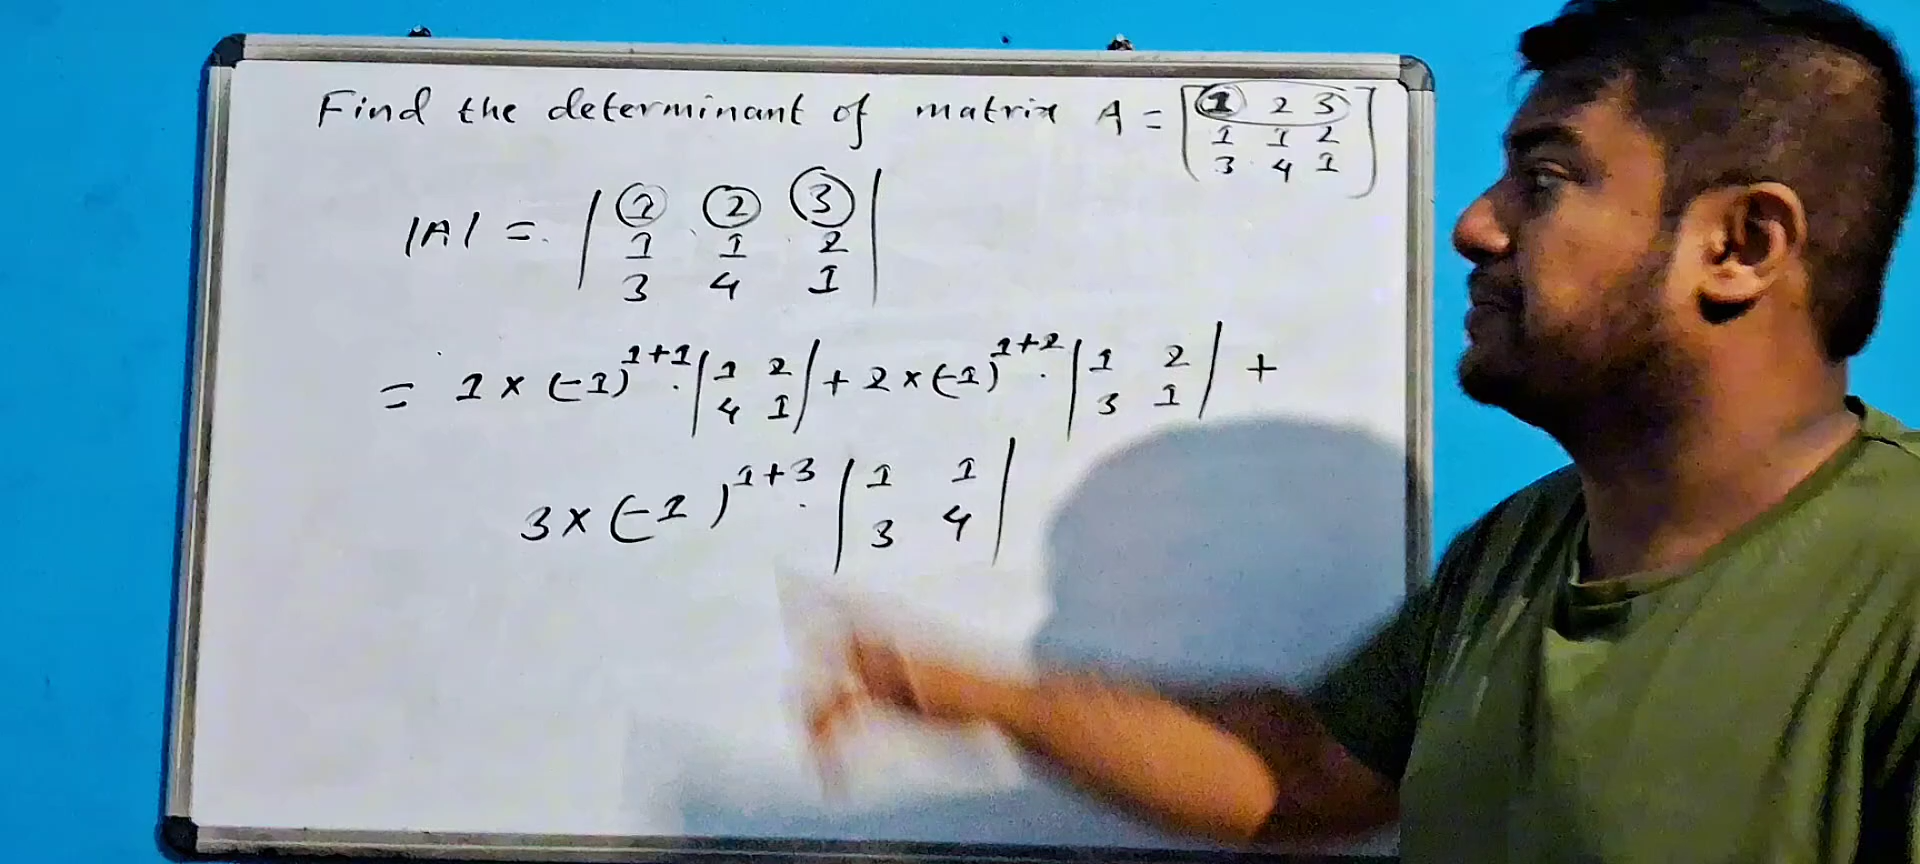 Find the determinant of matrix A = [1 2 3
1 1 2
3 4 1]
|A| = |1 2 3
1 1 2
3 4 1|
= 1 × (-1)^1+1 · |1 2
4 1| + 2 × (-1)^1+2 · |1 2
3 1| +
3 × (-1)^1+3 · |1 1
3 4|